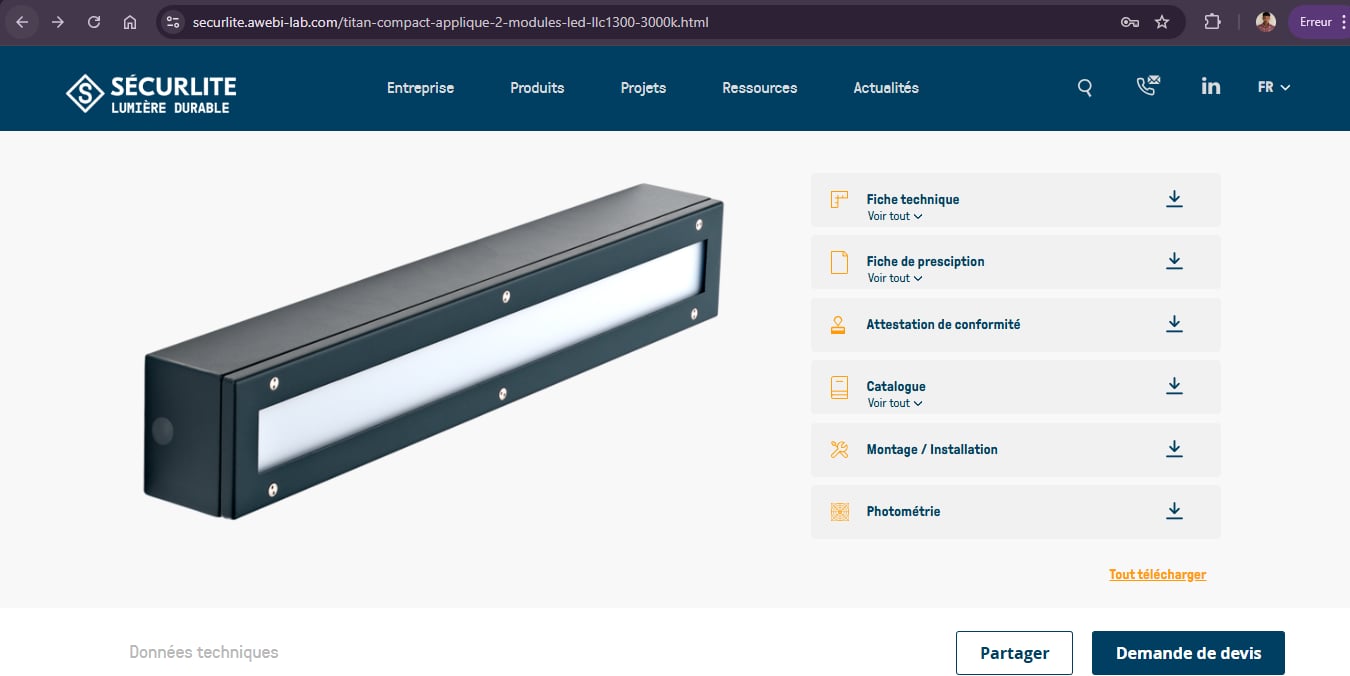 securlite.awebi-lab.com/titan-compact-applique-2-modules-led-llc1300-3000k.html
Erreur
SÉCURLITE
LUMIÈRE DURABLE
Entreprise Produits Projets Ressources Actualités
in
FR
Fiche technique
Voir tout
Fiche de presciption
Voir tout
Attestation de conformité
Catalogue
Voir tout
Montage / Installation
Photométrie
Tout télécharger
Données techniques
Partager
Demande de devis